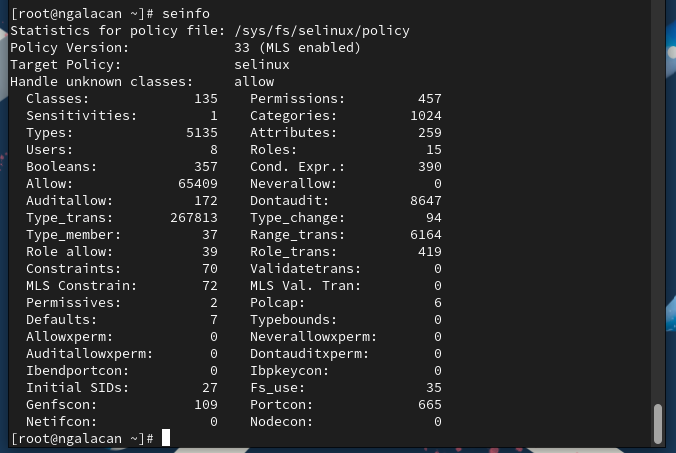 [root@ngalacan ~]# seinfo
Statistics for policy file: /sys/fs/selinux/policy
Policy Version:             33 (MLS enabled)
Target Policy:              selinux
Handle unknown classes:     allow
  Classes:             135    Permissions:         457
  Sensitivities:         1    Categories:         1024
  Types:              5135    Attributes:          259
  Users:                 8    Roles:                15
  Booleans:            357    Cond. Expr.:         390
  Allow:             65409    Neverallow:            0
  Auditallow:          172    Dontaudit:          8647
  Type_trans:       267813    Type_change:          94
  Type_member:          37    Range_trans:        6164
  Role allow:           39    Role_trans:          419
  Constraints:          70    Validatetrans:         0
  MLS Constrain:        72    MLS Val. Tran:         0
  Permissives:           2    Polcap:                6
  Defaults:              7    Typebounds:            0
  Allowxperm:            0    Neverallowxperm:       0
  Auditallowxperm:       0    Dontauditxperm:        0
  Ibendportcon:          0    Ibpkeycon:             0
  Initial SIDs:         27    Fs_use:               35
  Genfscon:            109    Portcon:             665
  Netifcon:              0    Nodecon:               0
[root@ngalacan ~]#